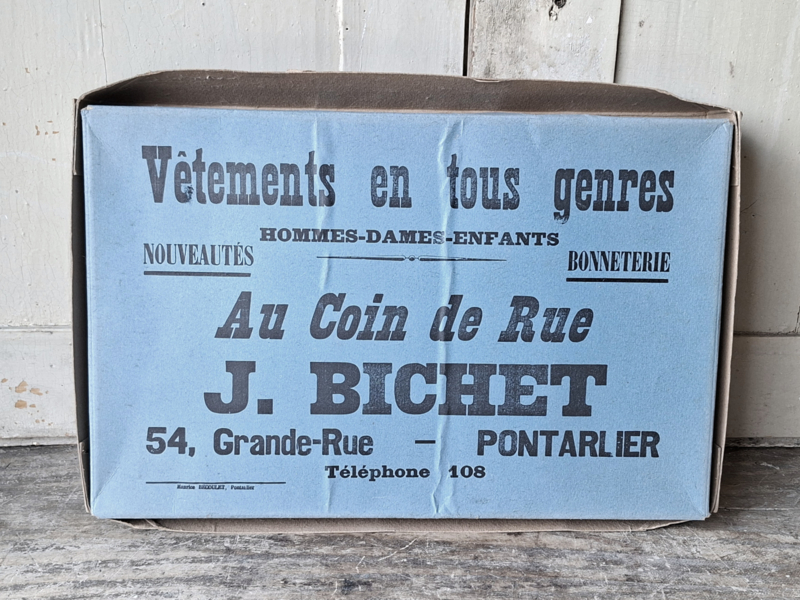 Vêtements en tous genres
HOMMES-DAMES-ENFANTS
NOUVEAUTÉS
BONNETERIE
Au Coin de Rue
J. BICHET
54, Grande-Rue — PONTARLIER
Téléphone 108
Pontarlier